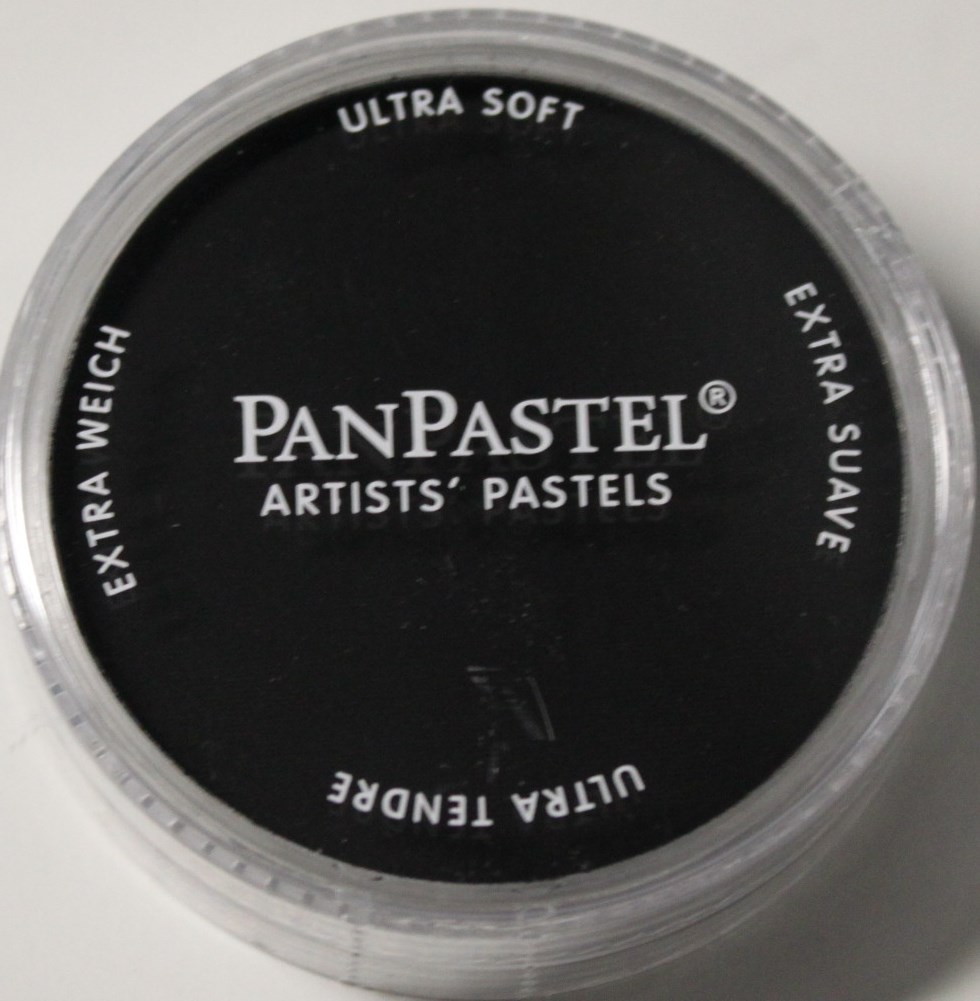 ULTRA SOFT
EXTRA SUAVE
EXTRA WEICH
PANPASTEL®
ARTISTS' PASTELS
ULTRA TENDRE